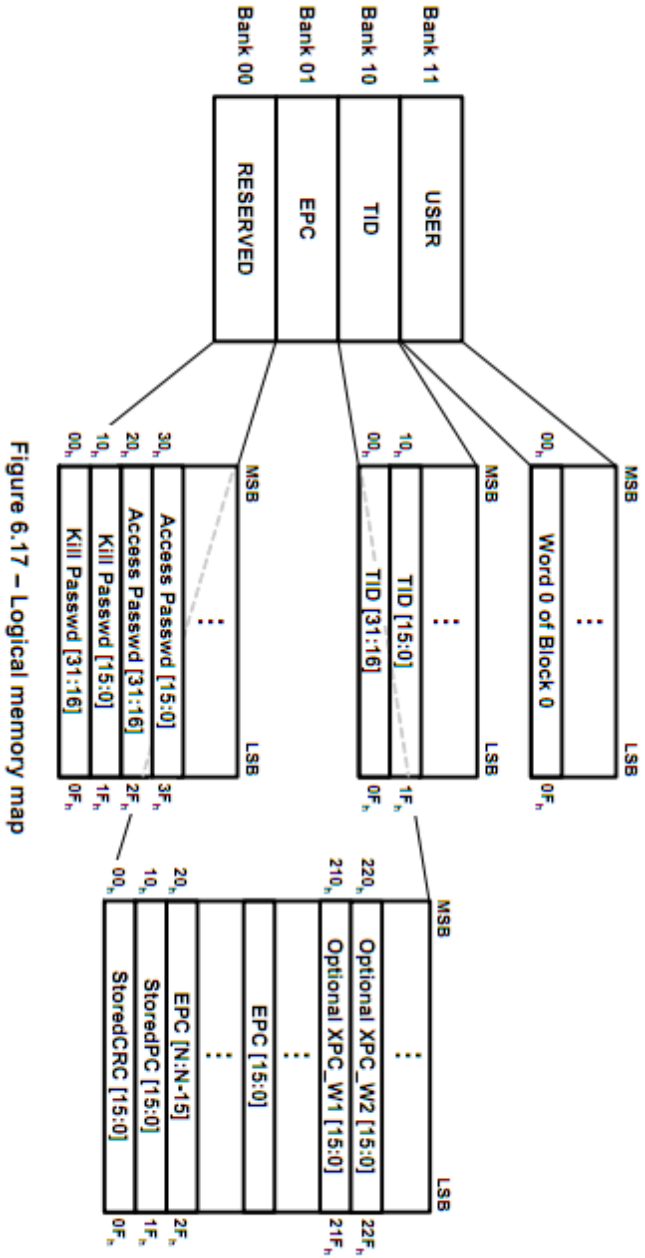 Bank 11
Bank 10
Bank 01
Bank 00
USER
TID
EPC
RESERVED
MSB LSB
⋮
00h Word 0 of Block 0 0Fh
MSB LSB
⋮
10h TID [15:0] 1Fh
00h TID [31:16] 0Fh
MSB LSB
⋮
30h Access Passwd [15:0] 3Fh
20h Access Passwd [31:16] 2Fh
10h Kill Passwd [15:0] 1Fh
00h Kill Passwd [31:16] 0Fh
MSB LSB
⋮
220h Optional XPC_W2 [15:0] 22Fh
210h Optional XPC_W1 [15:0] 21Fh
⋮
EPC [15:0]
⋮
20h EPC [N:N-15] 2Fh
10h StoredPC [15:0] 1Fh
00h StoredCRC [15:0] 0Fh
Figure 6.17 – Logical memory map